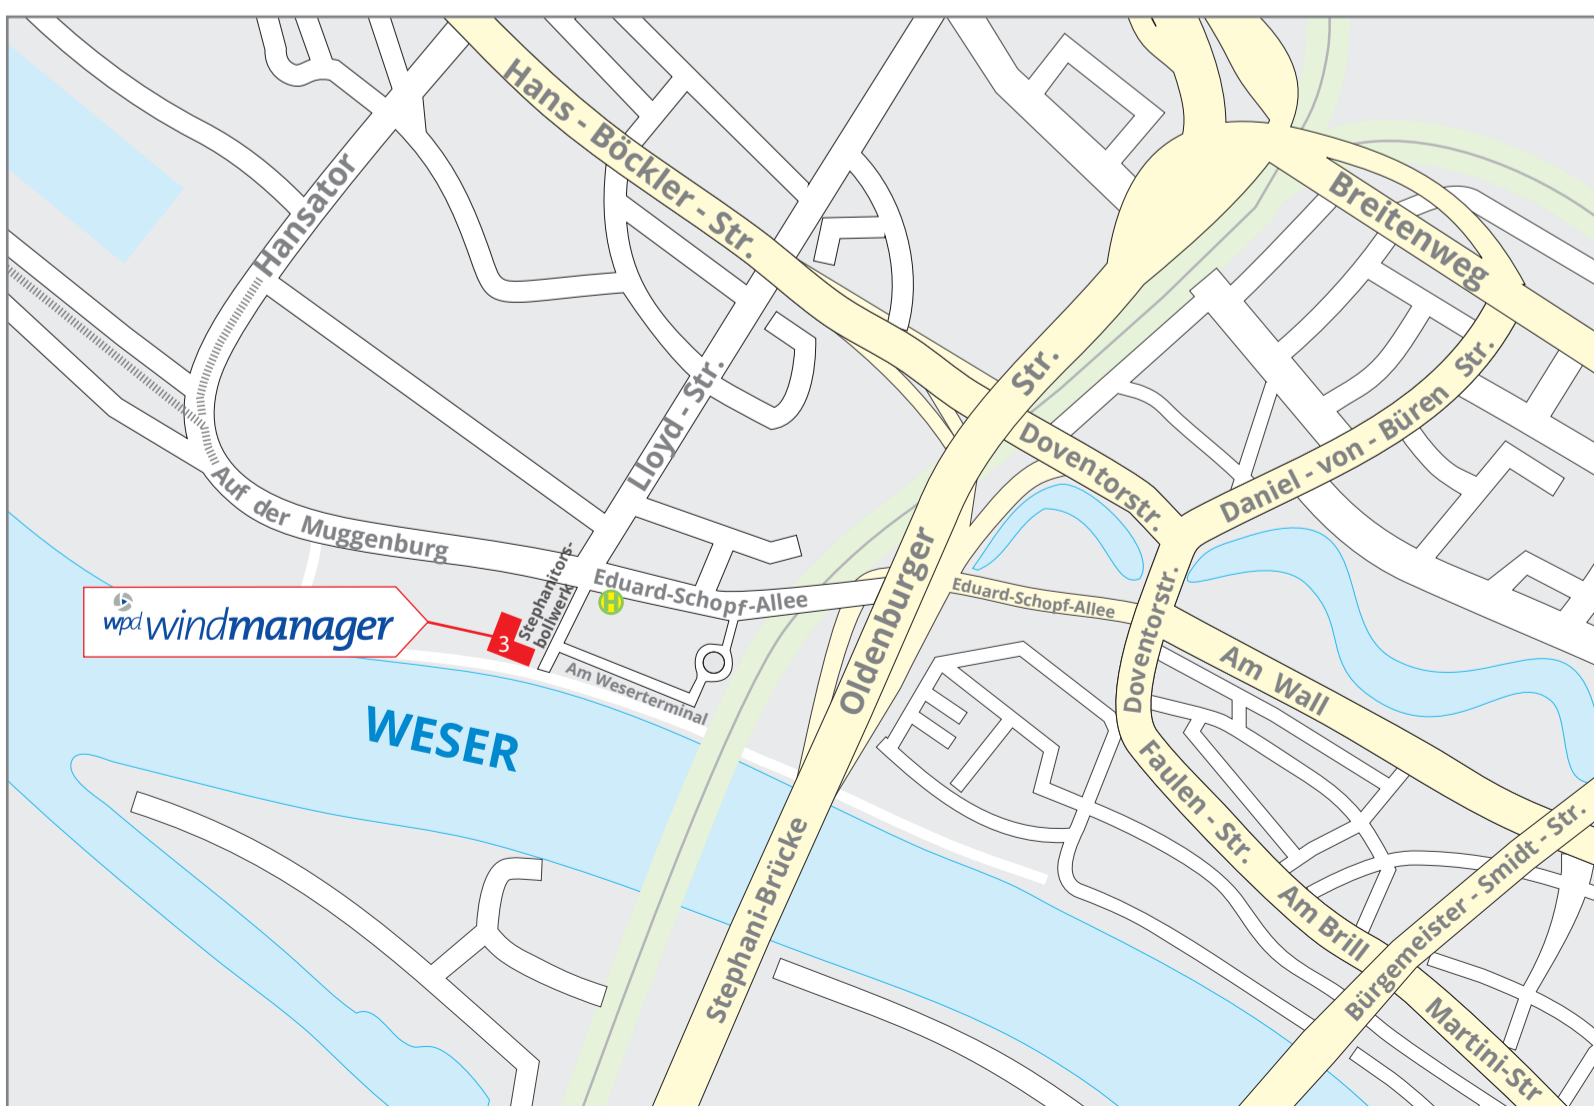 Hans - Böckler - Str.
Hansator
Breitenweg
Str.
Lloyd - Str.
Daniel - von - Büren Str.
Doventorstr.
Auf der Muggenburg
Stephanitors-
bollwerk
Eduard-Schopf-Allee
H
Oldenburger
Eduard-Schopf-Allee
Doventorstr.
wpd windmanager
3
Am Weserterminal
Am Wall
WESER
Faulen - Str.
Stephani-Brücke
Bürgemeister - Smidt - Str.
Am Brill
Martini-Str